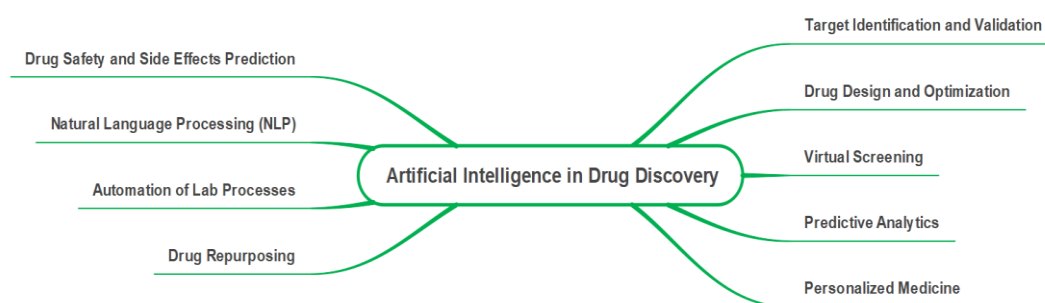 Artificial Intelligence in Drug Discovery
Target Identification and Validation
Drug Design and Optimization
Virtual Screening
Predictive Analytics
Personalized Medicine
Drug Safety and Side Effects Prediction
Natural Language Processing (NLP)
Automation of Lab Processes
Drug Repurposing